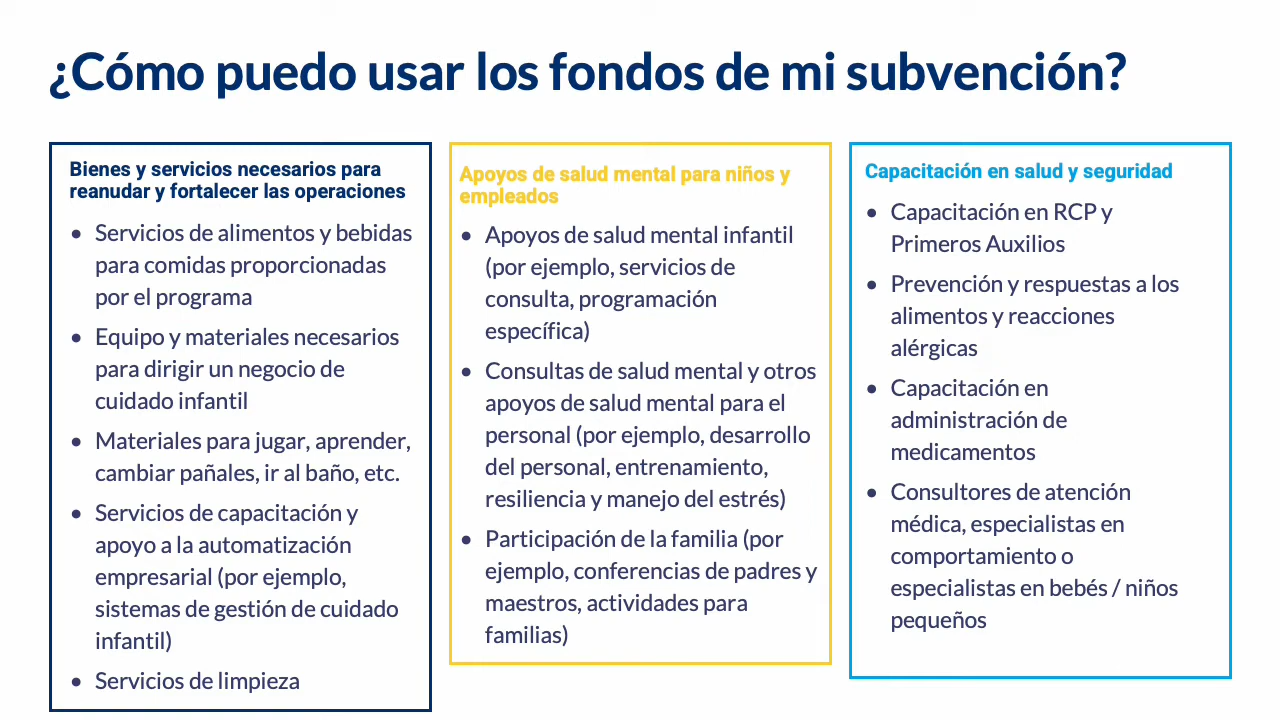 ¿Cómo puedo usar los fondos de mi subvención?
Bienes y servicios necesarios para
reanudar y fortalecer las operaciones
• Servicios de alimentos y bebidas
para comidas proporcionadas
por el programa
• Equipo y materiales necesarios
para dirigir un negocio de
cuidado infantil
• Materiales para jugar, aprender,
cambiar pañales, ir al baño, etc.
• Servicios de capacitación y
apoyo a la automatización
empresarial (por ejemplo,
sistemas de gestión de cuidado
infantil)
• Servicios de limpieza
Apoyos de salud mental para niños y
empleados
• Apoyos de salud mental infantil
(por ejemplo, servicios de
consulta, programación
específica)
• Consultas de salud mental y otros
apoyos de salud mental para el
personal (por ejemplo, desarrollo
del personal, entrenamiento,
resiliencia y manejo del estrés)
• Participación de la familia (por
ejemplo, conferencias de padres y
maestros, actividades para
familias)
Capacitación en salud y seguridad
• Capacitación en RCP y
Primeros Auxilios
• Prevención y respuestas a los
alimentos y reacciones
alérgicas
• Capacitación en
administración de
medicamentos
• Consultores de atención
médica, especialistas en
comportamiento o
especialistas en bebés / niños
pequeños